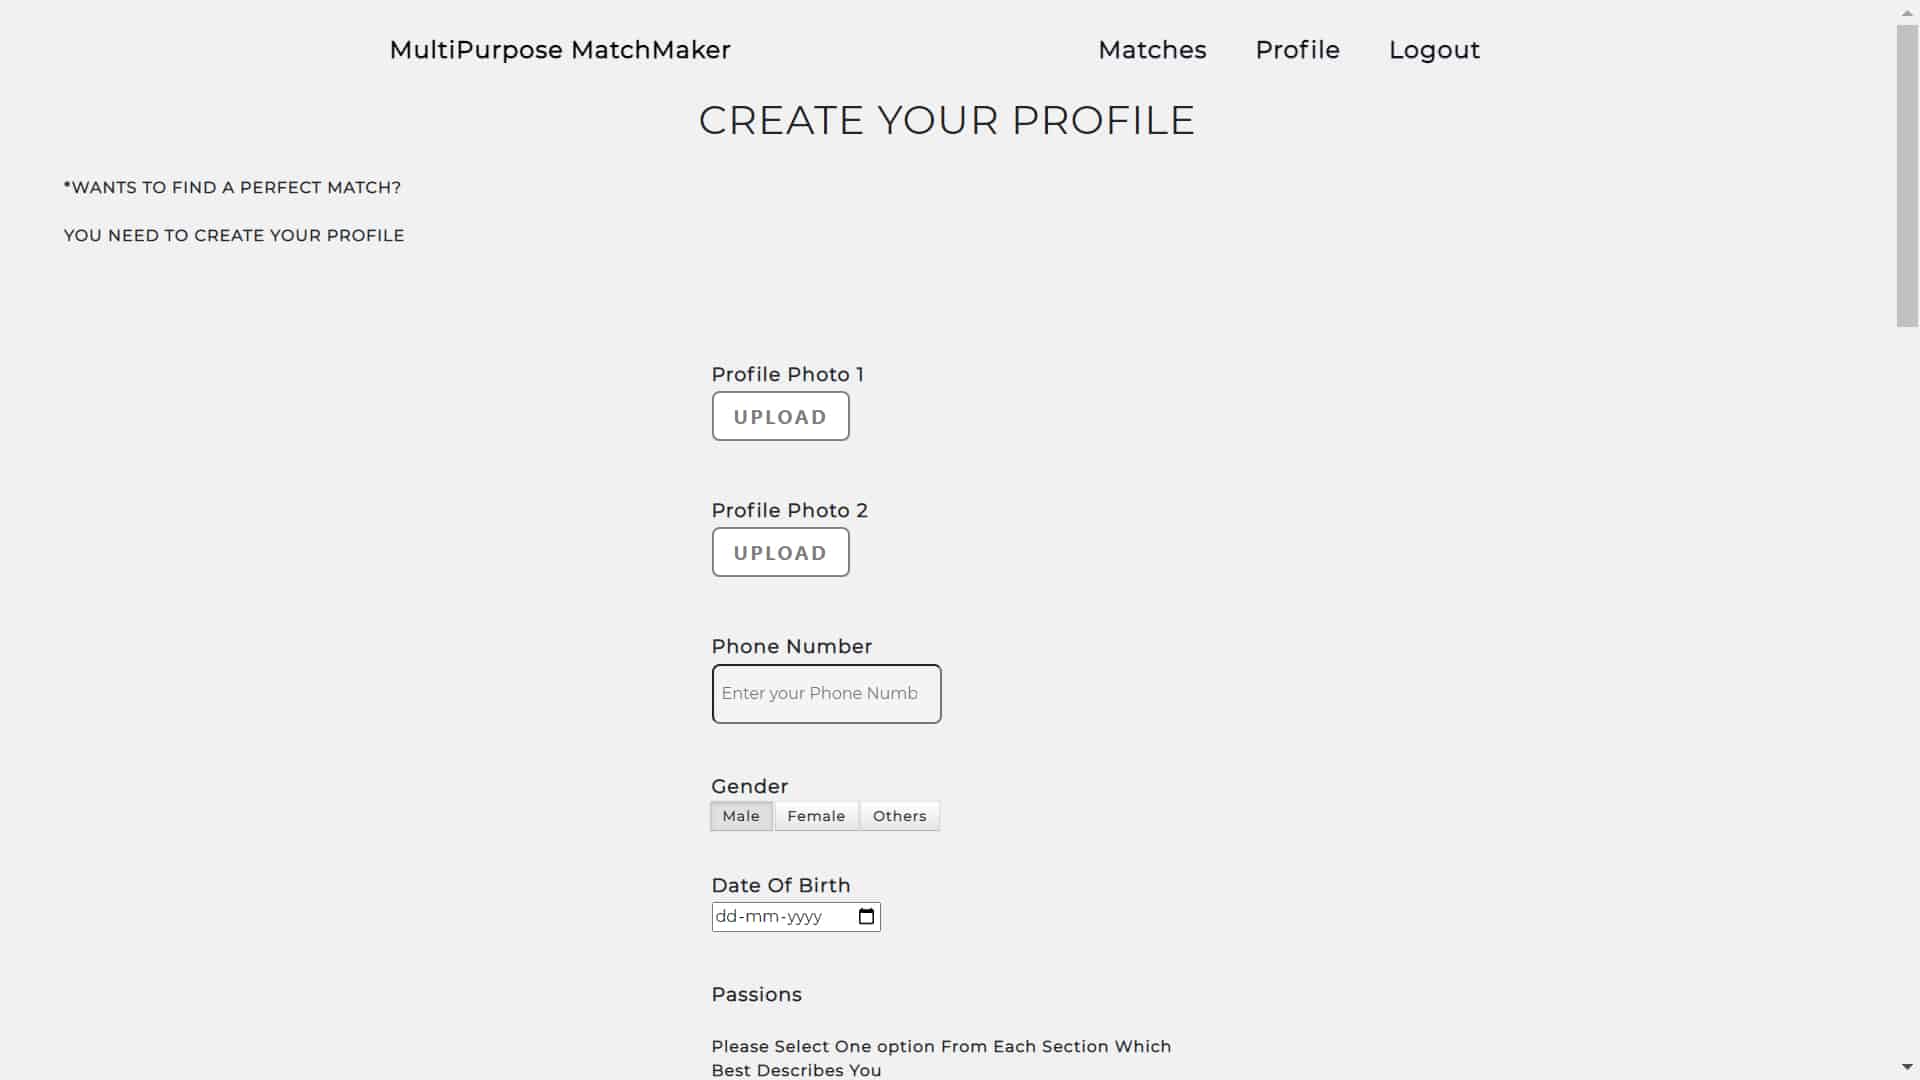 MultiPurpose MatchMaker
Matches Profile Logout
CREATE YOUR PROFILE
*WANTS TO FIND A PERFECT MATCH?
YOU NEED TO CREATE YOUR PROFILE
Profile Photo 1
UPLOAD
Profile Photo 2
UPLOAD
Phone Number
Enter your Phone Numb
Gender
Male Female Others
Date Of Birth
dd-mm-yyyy
Passions
Please Select One option From Each Section Which
Best Describes You